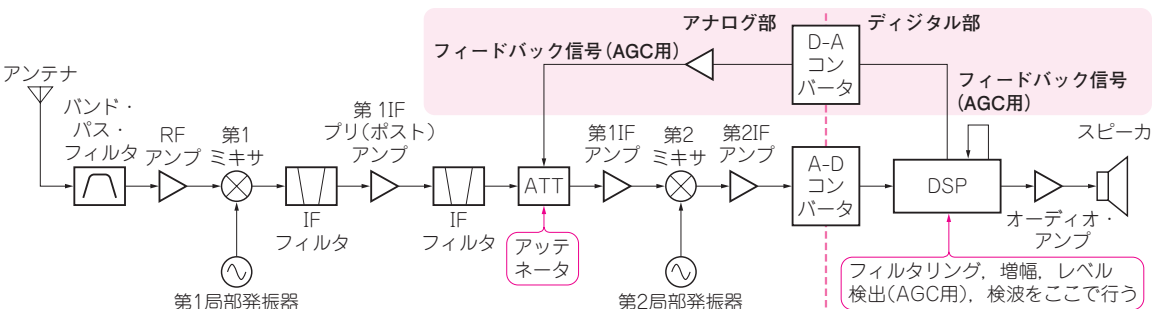 アナログ部
ディジタル部
フィードバック信号(AGC用)
D-A
コン
バータ
フィードバック信号
(AGC用)
アンテナ
バンド・
パス・
フィルタ
RF
アンプ
第1
ミキサ
第1IF
プリ(ポスト)
アンプ
第1IF
アンプ
第2
ミキサ
第2IF
アンプ
スピーカ
ATT
A-D
コン
バータ
DSP
IF
フィルタ
IF
フィルタ
アッテ
ネータ
オーディオ・
アンプ
第1局部発振器
第2局部発振器
フィルタリング，増幅，レベル
検出(AGC用)，検波をここで行う